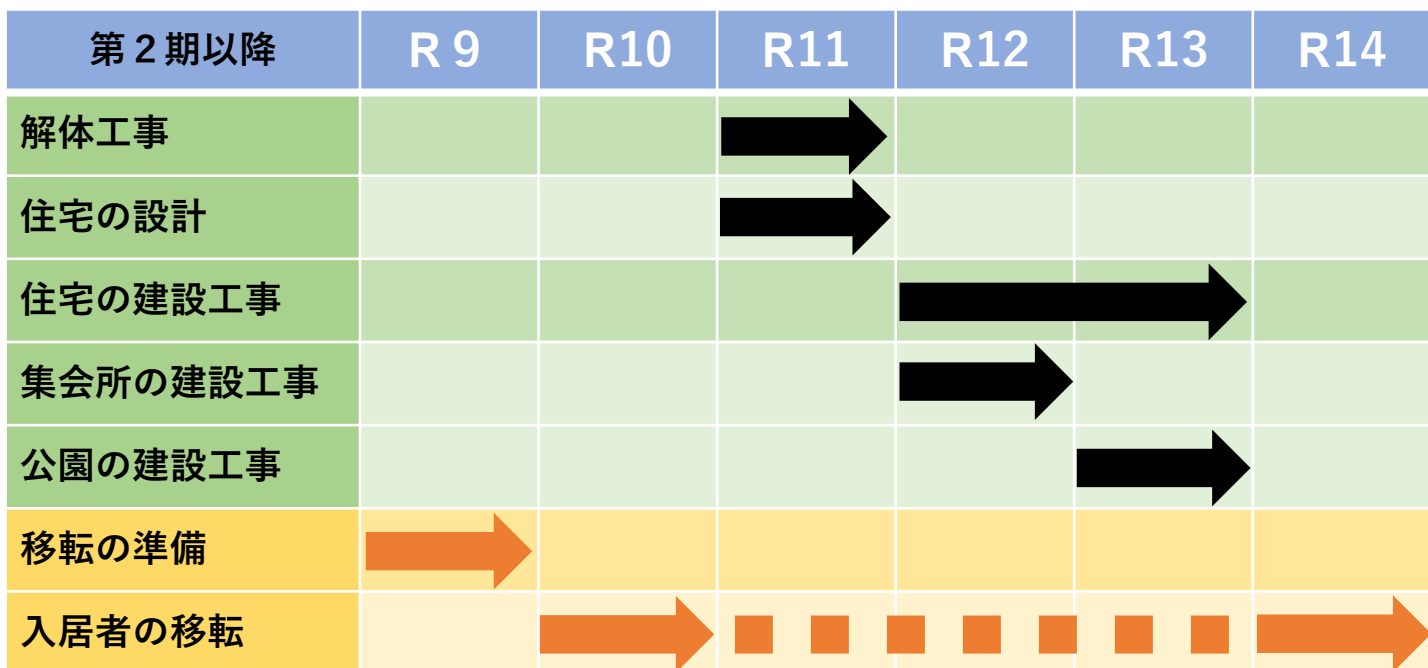 第２期以降 R９ R10 R11 R12 R13 R14
解体工事
住宅の設計
住宅の建設工事
集会所の建設工事
公園の建設工事
移転の準備
入居者の移転